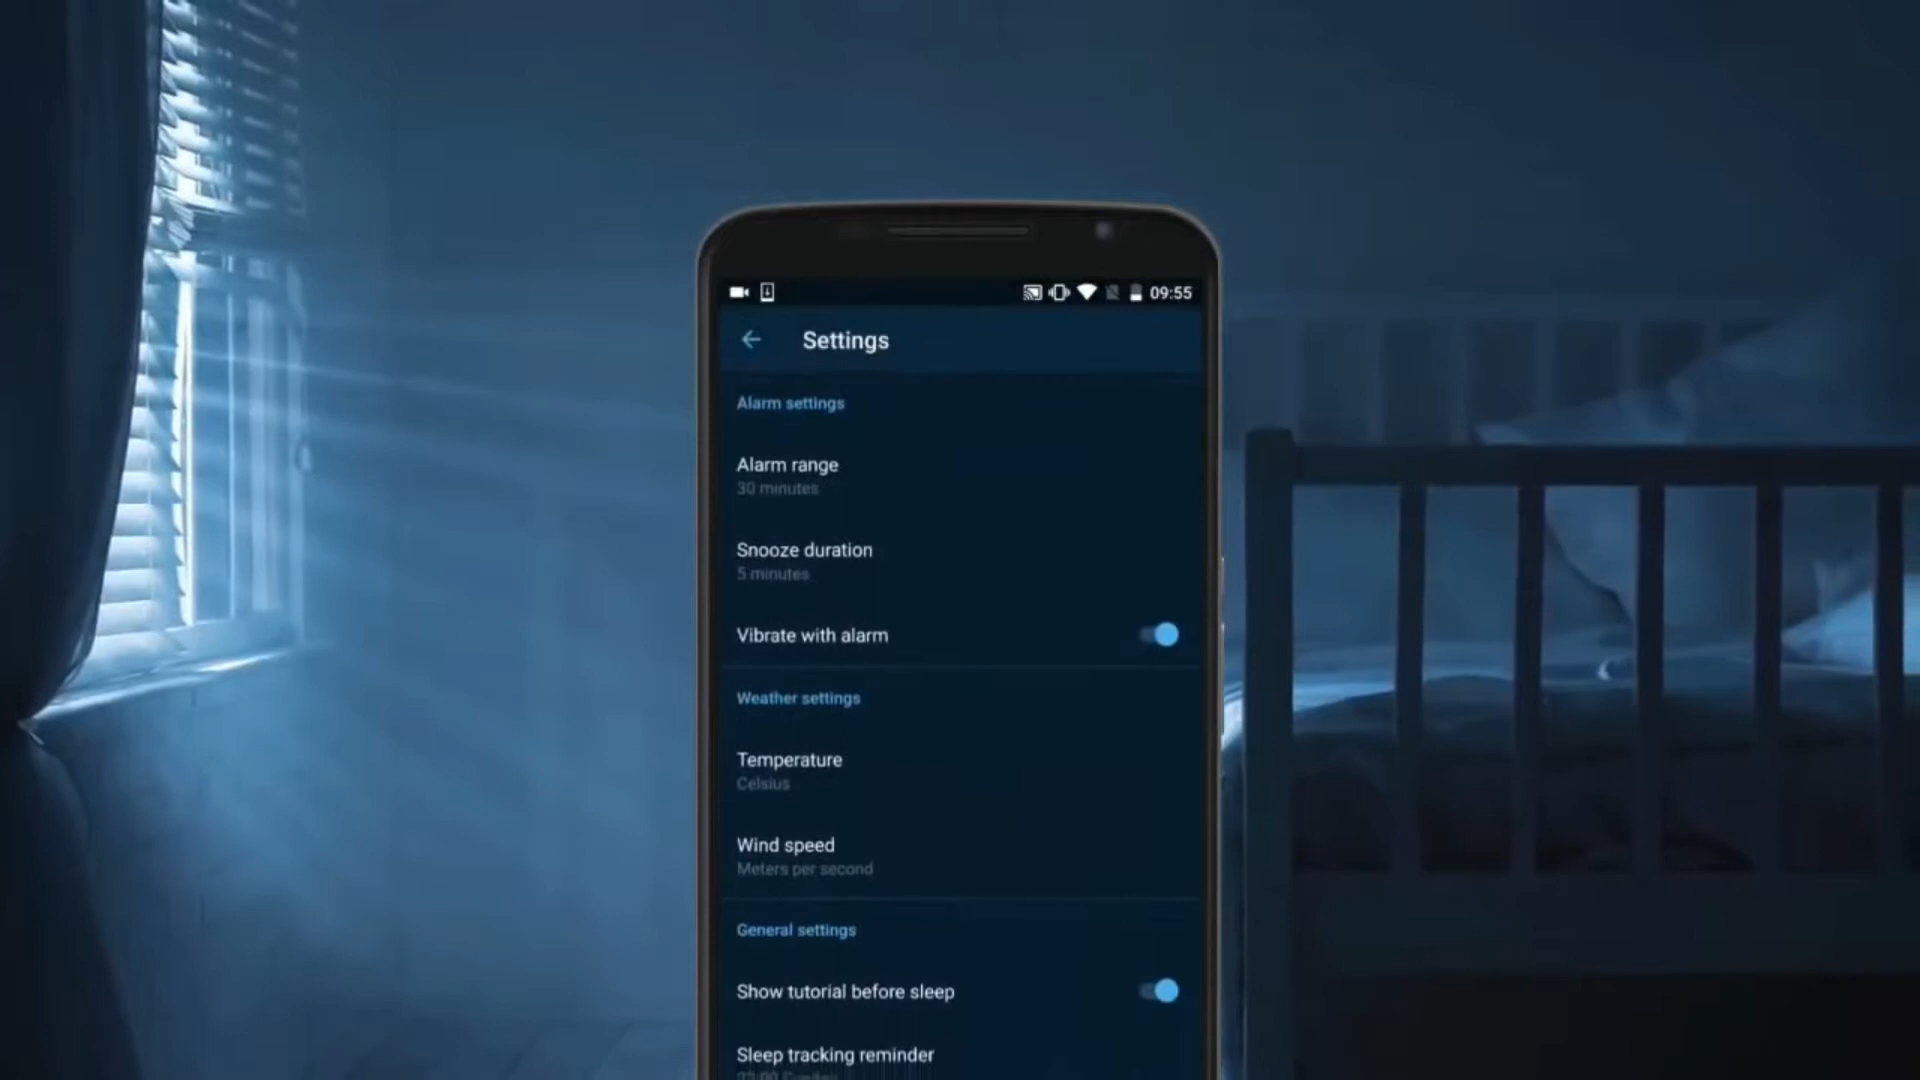 09:55
Settings
Alarm settings
Alarm range
30 minutes
Snooze duration
5 minutes
Vibrate with alarm
Weather settings
Temperature
Celsius
Wind speed
Meters per second
General settings
Show tutorial before sleep
Sleep tracking reminder